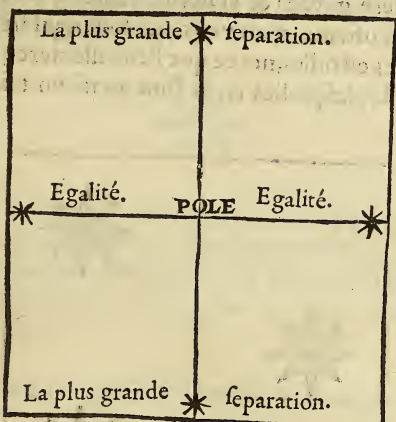 La plus grande ſeparation.
Egalité. POLE Egalité.
La plus grande ſeparation.